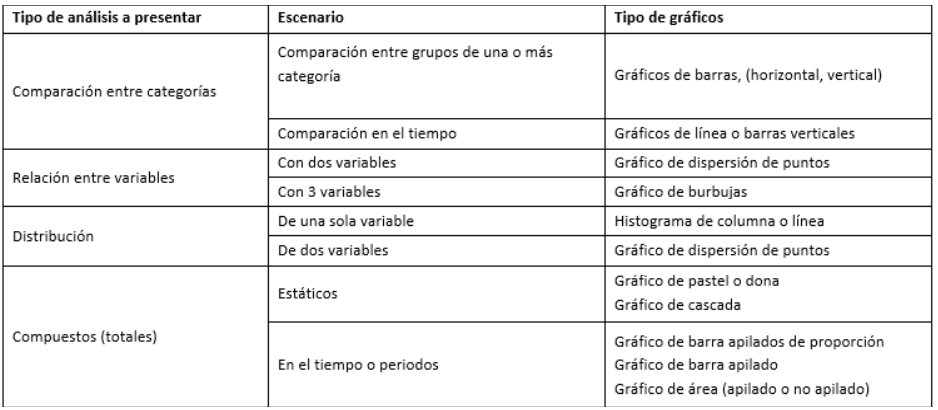 Tipo de análisis a presentar
Escenario
Tipo de gráficos
Comparación entre categorías
Comparación entre grupos de una o más
categoría
Gráficos de barras, (horizontal, vertical)
Comparación en el tiempo
Gráficos de línea o barras verticales
Relación entre variables
Con dos variables
Gráfico de dispersión de puntos
Con 3 variables
Gráfico de burbujas
Distribución
De una sola variable
Histograma de columna o línea
De dos variables
Gráfico de dispersión de puntos
Compuestos (totales)
Estáticos
Gráfico de pastel o dona
Gráfico de cascada
En el tiempo o periodos
Gráfico de barra apilados de proporción
Gráfico de barra apilado
Gráfico de área (apilado o no apilado)